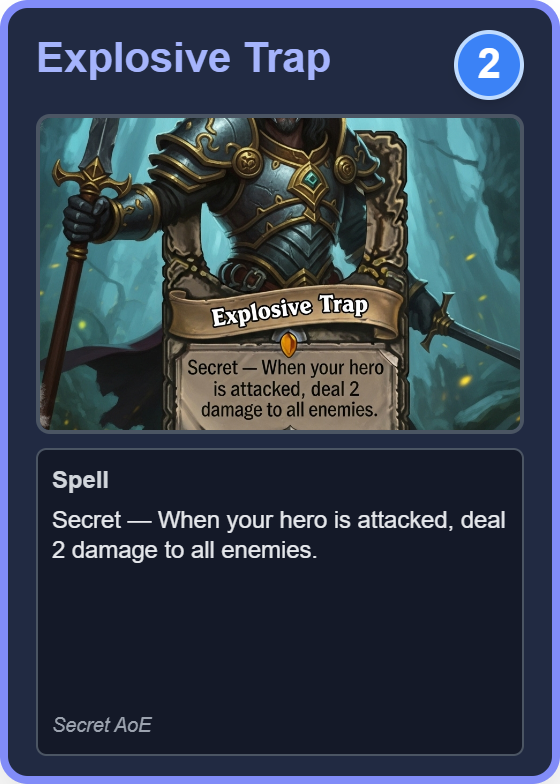 Explosive Trap
2
Explosive Trap
Secret — When your hero
is attacked, deal 2
damage to all enemies.
Spell
Secret — When your hero is attacked, deal
2 damage to all enemies.
Secret AoE